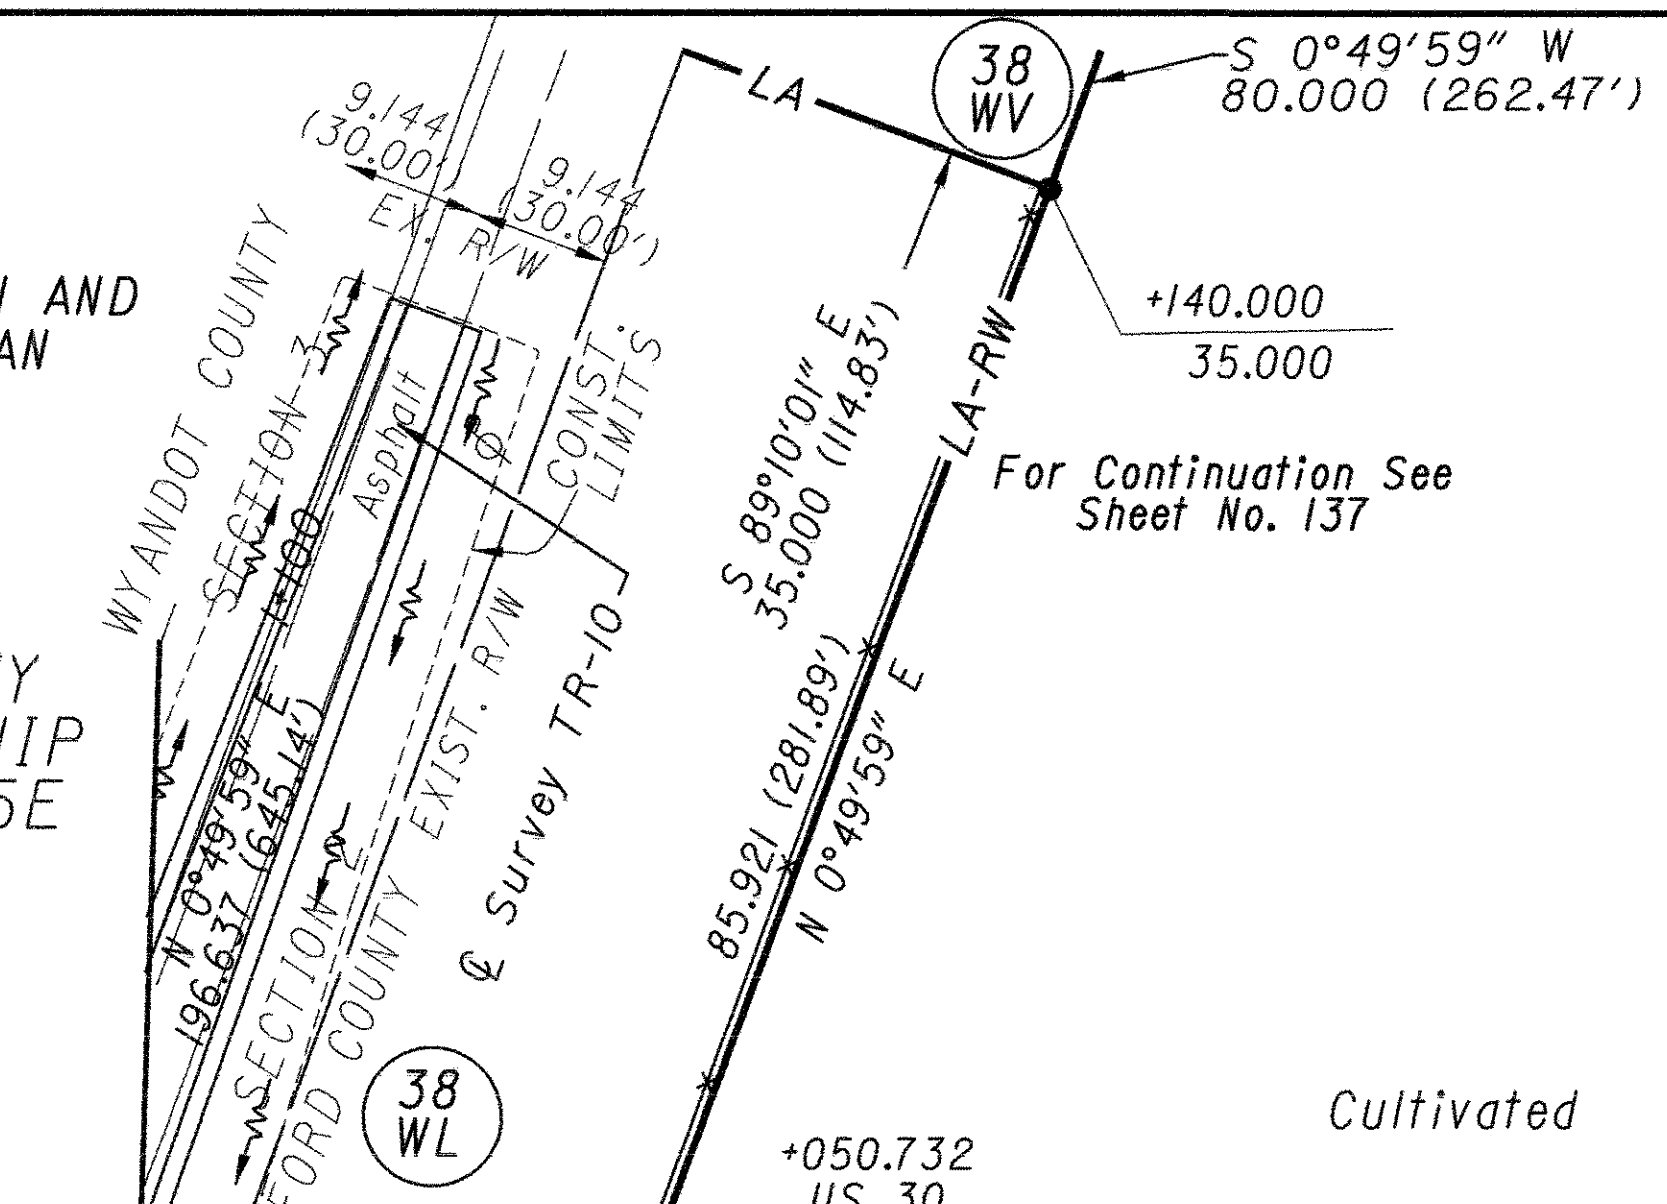 38
WV
S 0°49'59" W
80.000 (262.47')
LA
9.144
(30.00')
9.144
(30.00')
EX. R/W
+140.000
35.000
AND
AN
WYANDOT COUNTY
SECTION 3
Asphalt
CONST.
LIMITS
S 89°10'01" E
35.000 (114.83')
LA-RW
For Continuation See
Sheet No. 137
1+100
EXIST. R/W
℄ Survey TR-10
Y
HIP
5E
N 0°49'59" E
196.637 (645.14')
85.921 (281.89')
N 0°49'59" E
SECTION
FORD COUNTY
38
WL
Cultivated
+050.732
US 30